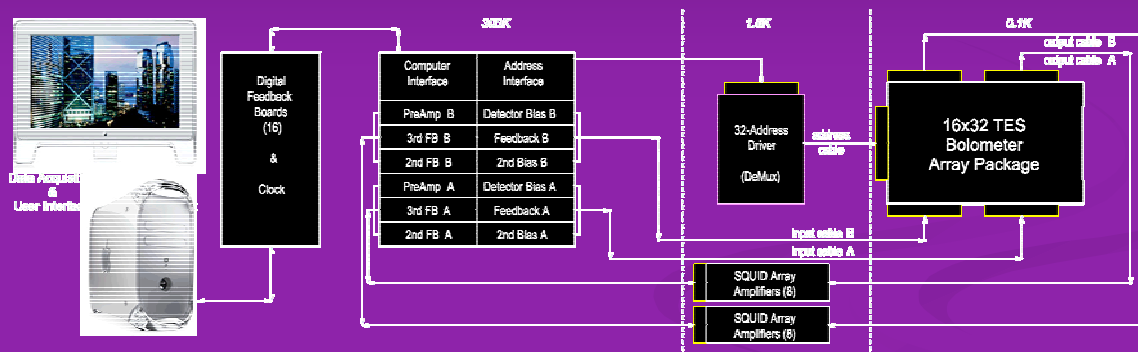 300K
0.1K
output cable B
output cable A
Digital
Feedback
Boards
(16)
&
Clock
Computer
Interface
Address
Interface
PreAmp B
Detector Bias B
3rd FB B
Feedback B
2nd FB B
2nd Bias B
PreAmp A
Detector Bias A
3rd FB A
Feedback A
2nd FB A
2nd Bias A
32-Address
Driver
(DeMux)
address
cable
16x32 TES
Bolometer
Array Package
Data
&
User
input cable B
input cable A
SQUID Array
Amplifiers (8)
SQUID Array
Amplifiers (8)